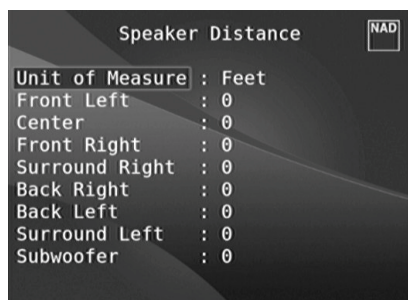 Speaker Distance
NAD
Unit of Measure : Feet
Front Left : 0
Center : 0
Front Right : 0
Surround Right : 0
Back Right : 0
Back Left : 0
Surround Left : 0
Subwoofer : 0